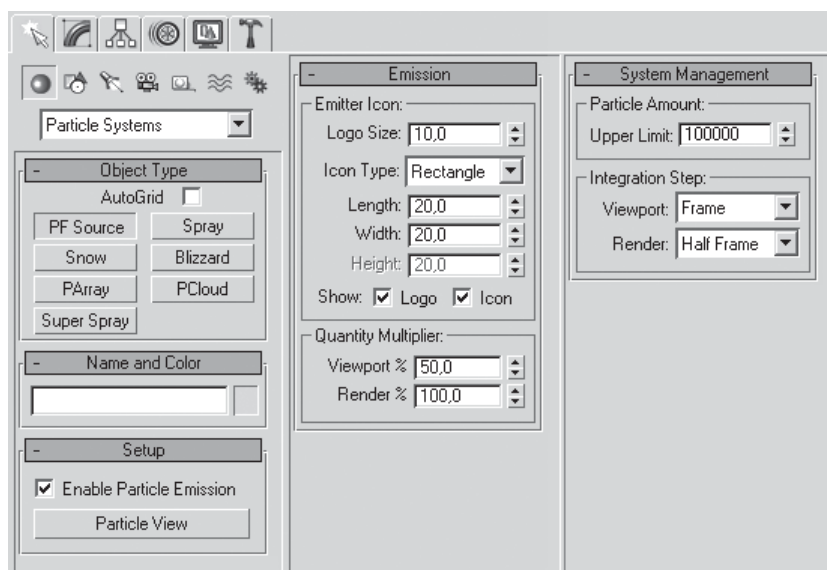 Particle Systems
- Object Type
AutoGrid
PF Source Spray
Snow Blizzard
PArray PCloud
Super Spray
- Name and Color
- Setup
Enable Particle Emission
Particle View
- Emission
Emitter Icon:
Logo Size: 10,0
Icon Type: Rectangle
Length: 20,0
Width: 20,0
Height: 20,0
Show: Logo Icon
Quantity Multiplier:
Viewport % 50,0
Render % 100,0
- System Management
Particle Amount:
Upper Limit: 100000
Integration Step:
Viewport: Frame
Render: Half Frame